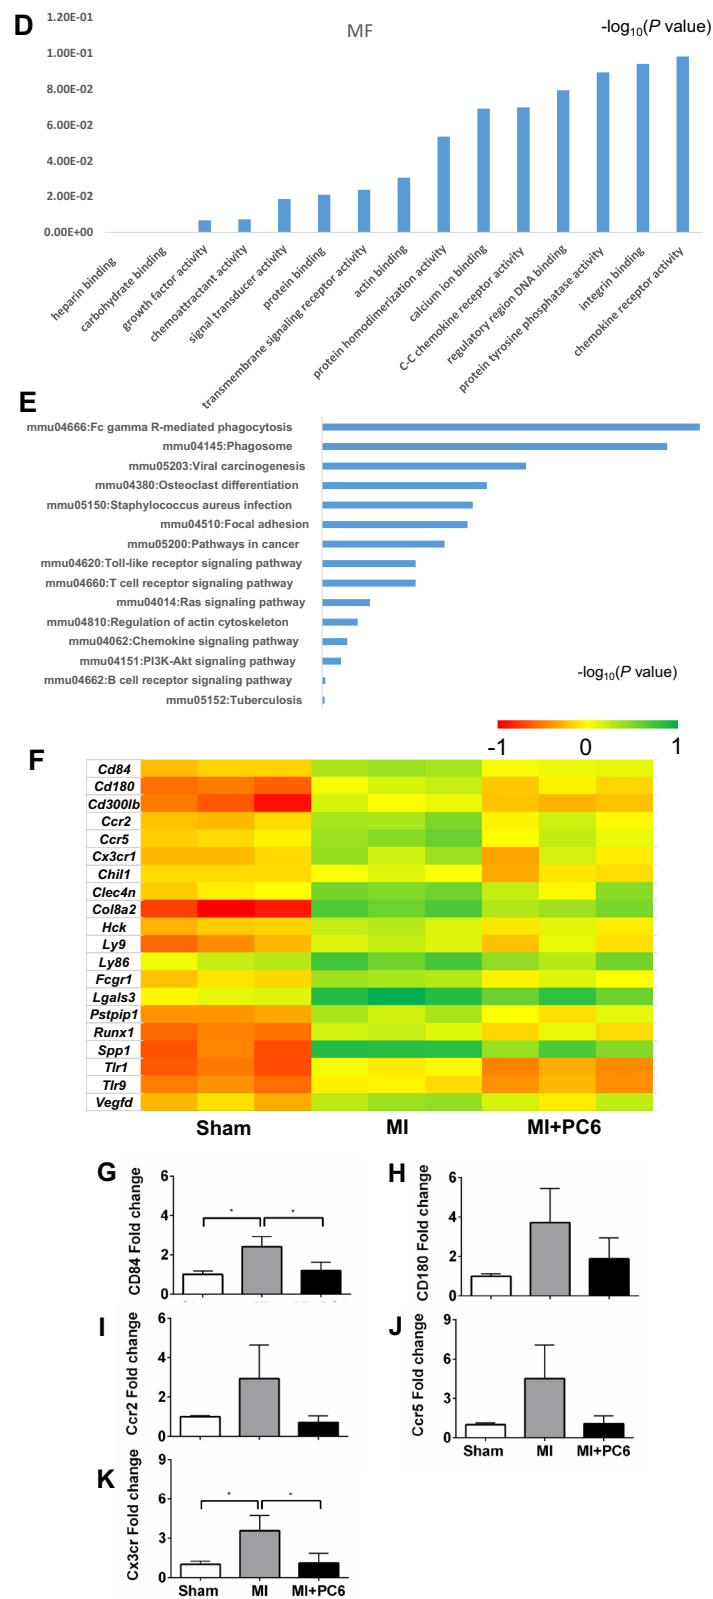 D
MF
-log10(P value)
1.20E-01
1.00E-01
8.00E-02
6.00E-02
4.00E-02
2.00E-02
0.00E+00
heparin binding
carbohydrate binding
growth factor activity
chemoattractant activity
signal transducer activity
protein binding
transmembrane signaling receptor activity
actin binding
protein homodimerization activity
calcium ion binding
C-C chemokine receptor activity
regulatory region DNA binding
protein tyrosine phosphatase activity
integrin binding
chemokine receptor activity
E
mmu04666:Fc gamma R-mediated phagocytosis
mmu04145:Phagosome
mmu05203:Viral carcinogenesis
mmu04380:Osteoclast differentiation
mmu05150:Staphylococcus aureus infection
mmu04510:Focal adhesion
mmu05200:Pathways in cancer
mmu04620:Toll-like receptor signaling pathway
mmu04660:T cell receptor signaling pathway
mmu04014:Ras signaling pathway
mmu04810:Regulation of actin cytoskeleton
mmu04062:Chemokine signaling pathway
mmu04151:PI3K-Akt signaling pathway
mmu04662:B cell receptor signaling pathway
mmu05152:Tuberculosis
-log10(P value)
-1 0 1
F
Cd84
Cd180
Cd300lb
Ccr2
Ccr5
Cx3cr1
Chil1
Clec4n
Col8a2
Hck
Ly9
Ly86
Fcgr1
Lgals3
Pstpip1
Runx1
Spp1
Tlr1
Tlr9
Vegfd
Sham MI MI+PC6
G
CD84 Fold change
6
4
2
0
* *
H
CD180 Fold change
6
4
2
0
I
Ccr2 Fold change
6
4
2
0
J
Ccr5 Fold change
9
6
3
0
Sham MI MI+PC6
K
Cx3cr Fold change
9
6
3
0
* *
Sham MI MI+PC6